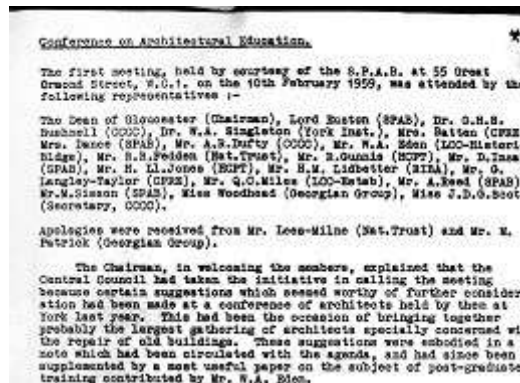 Conference on Architectural Education.
The first meeting, held by courtesy of the S.P.A.B. at 55 Great
Ormond Street, W.C.1. on the 10th February 1959, was attended by the
following representatives :-
The Dean of Gloucester (Chairman), Lord Euston (SPAB), Dr. G.H.S.
Bushnell (CCCC), Dr. W.A. Singleton (York Inst.), Mrs. Batten (CPRE
Mrs. Dance (SPAB), Mr. A.R.Dufty (CCCC), Mr. W.A. Eden (LCC-Histori
Bldgs), Mr. R.R.Fedden (Nat.Trust), Mr. R.Gunnis (HCPT), Mr. D.Insa
(SPAB), Mr. H. Ll.Jones (HCPT), Mr. H.M. Lidbetter (RIBA), Mr. G.
Langley-Taylor (CPRE), Mr. Q.C.Miles (LCC-Estab), Mr. A.Reed (SPAB)
Mr.M.Simson (SPAB), Miss Woodhead (Georgian Group), Miss J.D.G.Scot
(Secretary, CCCC).
Apologies were received from Mr. Lees-Milne (Nat.Trust) and Mr. M.
Patrick (Georgian Group).
The Chairman, in welcoming the members, explained that the
Central Council had taken the initiative in calling the meeting
because certain suggestions which seemed worthy of further consider
ation had been made at a conference of architects held by them at
York last year. This had been the occasion of bringing together
probably the largest gathering of architects specially concerned wi
the repair of old buildings. These suggestions were embodied in a
note which had been circulated with the agenda, and had since been
supplemented by a most useful paper on the subject of post-graduate
training contributed by Mr. W.A. Eden.